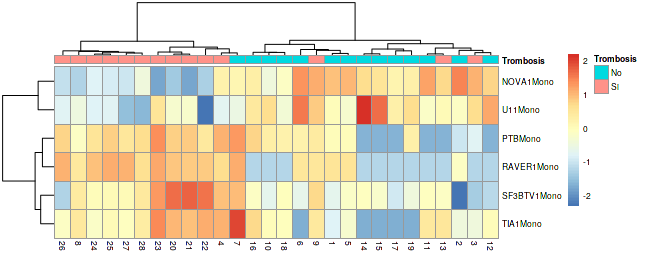 Trombosis
NOVA1Mono
U11Mono
PTBMono
RAVER1Mono
SF3BTV1Mono
TIA1Mono
26 8 24 25 27 28 23 20 21 22 4 7 16 10 18 6 9 1 5 14 15 17 19 11 13 2 3 12
2
1
0
-1
-2
Trombosis
No
SI